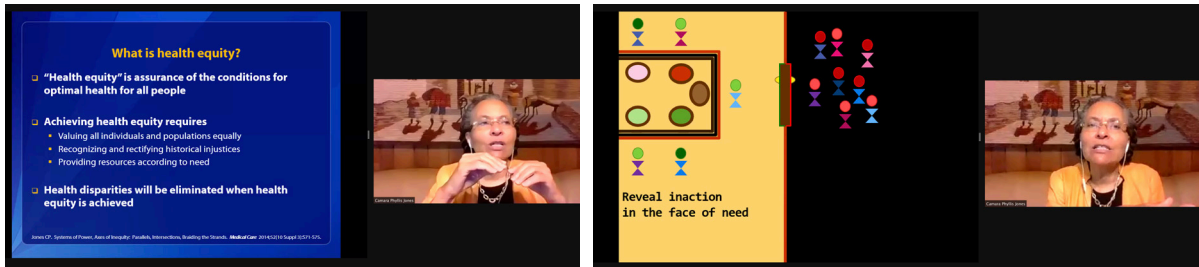 What is health equity?
"Health equity" is assurance of the conditions for
optimal health for all people
Achieving health equity requires
Valuing all individuals and populations equally
Recognizing and rectifying historical injustices
Providing resources according to need
Health disparities will be eliminated when health
equity is achieved
Jones CP. Systems of Power, Axes of Inequity: Parallels, Intersections, Braiding the Strands. Medical Care 2014;52(10 Suppl 3):S71-S75.
Camara Phyllis Jones
Reveal inaction
in the face of need
Camara Phyllis Jones